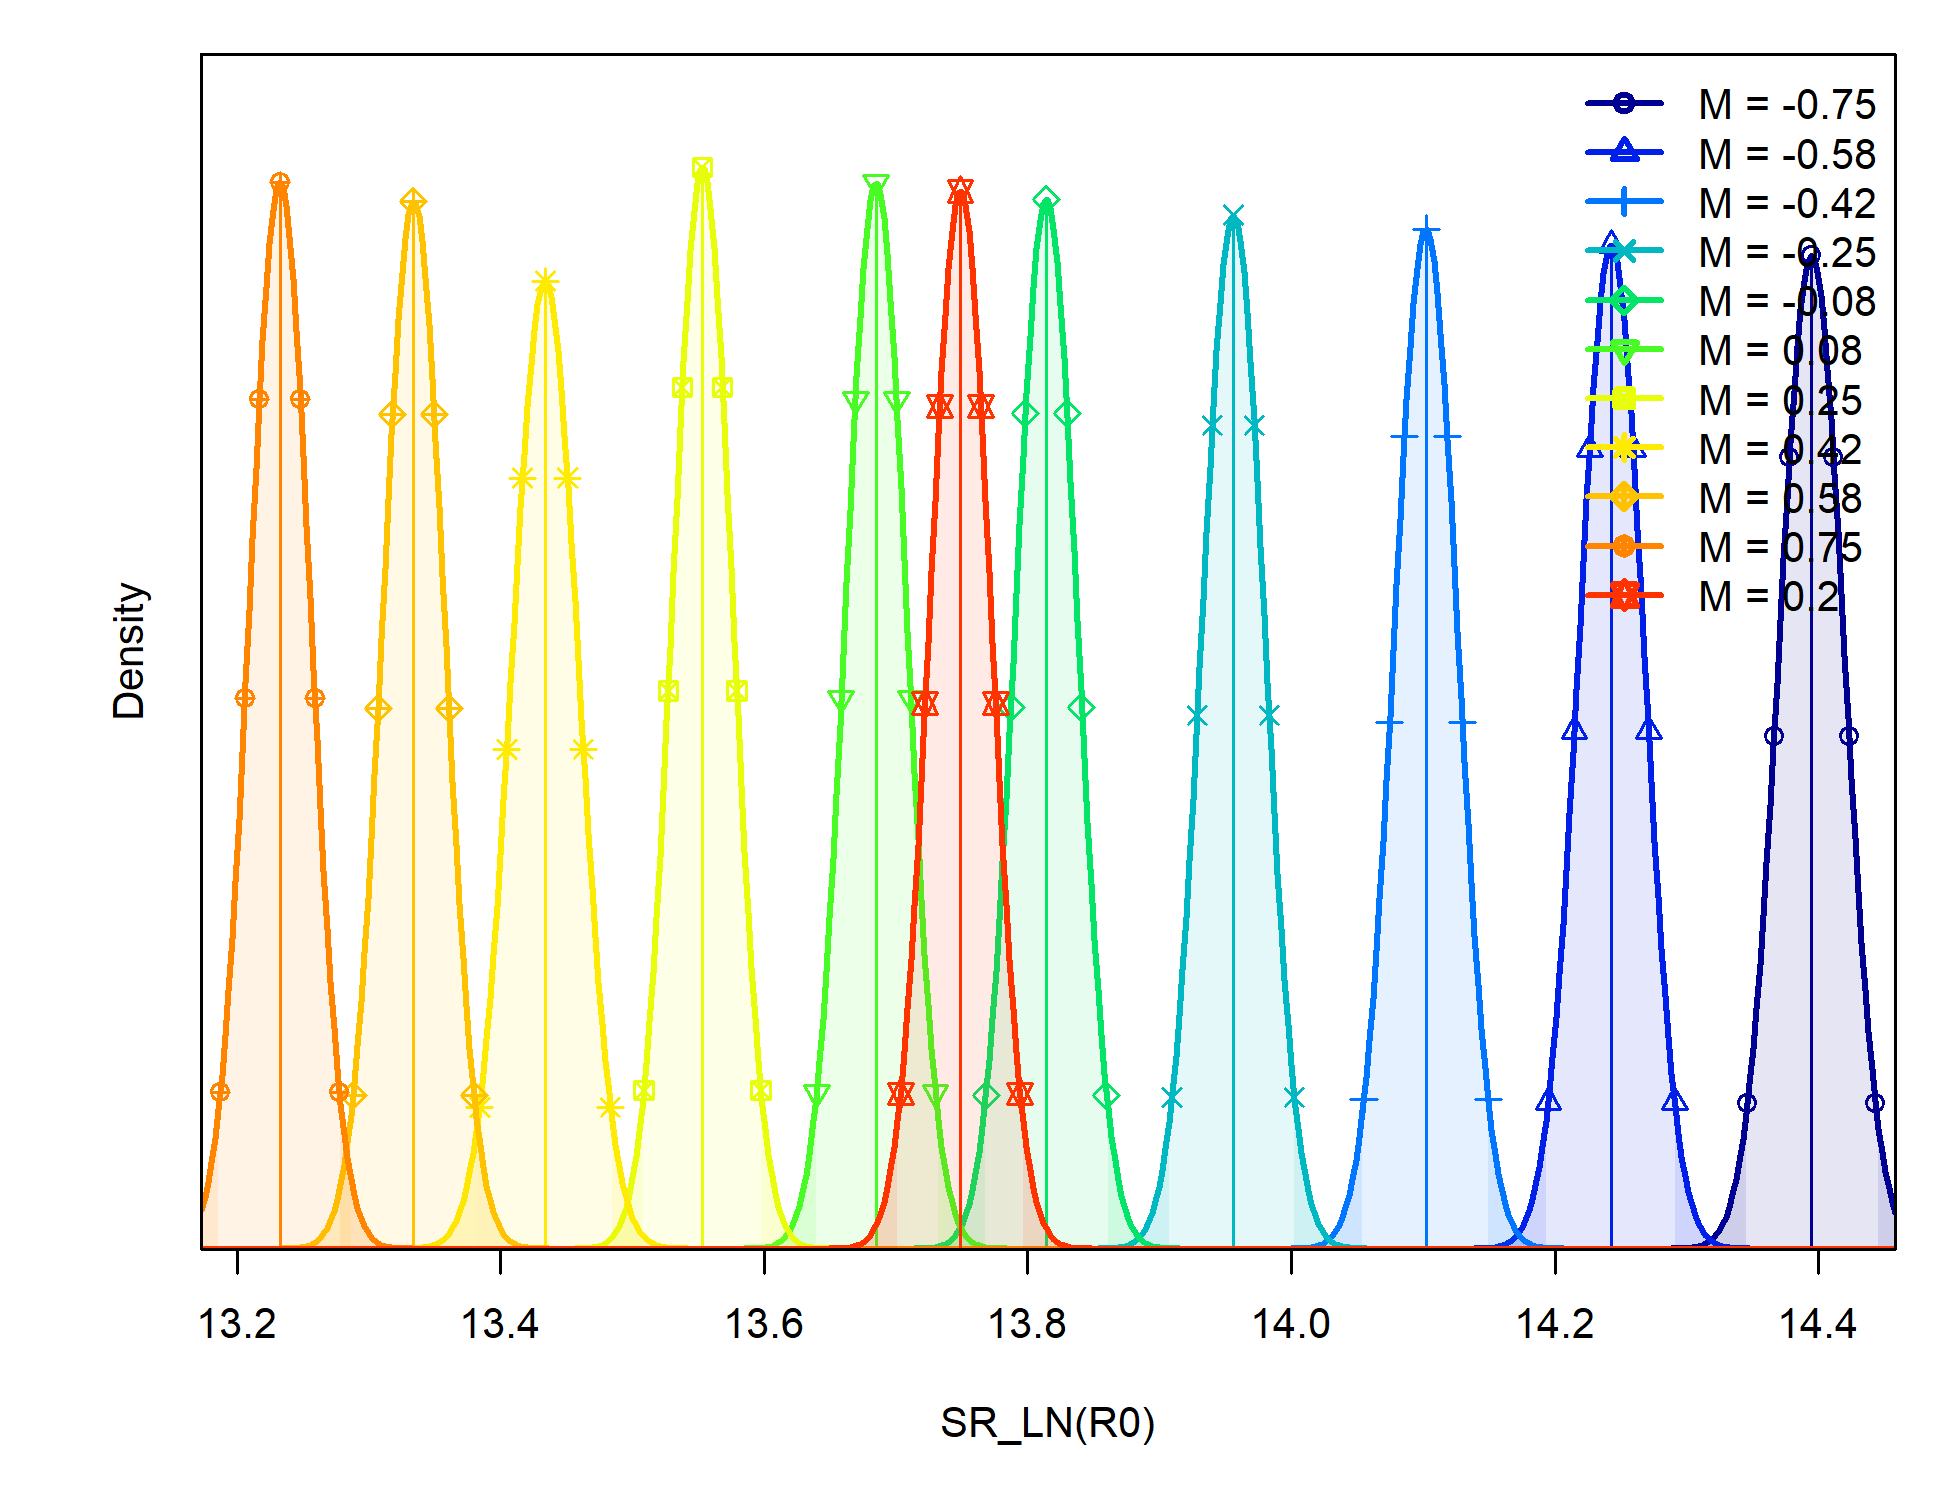 M = -0.75
M = -0.58
M = -0.42
M = -0.25
M = -0.08
M = 0.08
M = 0.25
M = 0.42
M = 0.58
M = 0.75
M = 0.2
Density
13.2 13.4 13.6 13.8 14.0 14.2 14.4
SR_LN(R0)